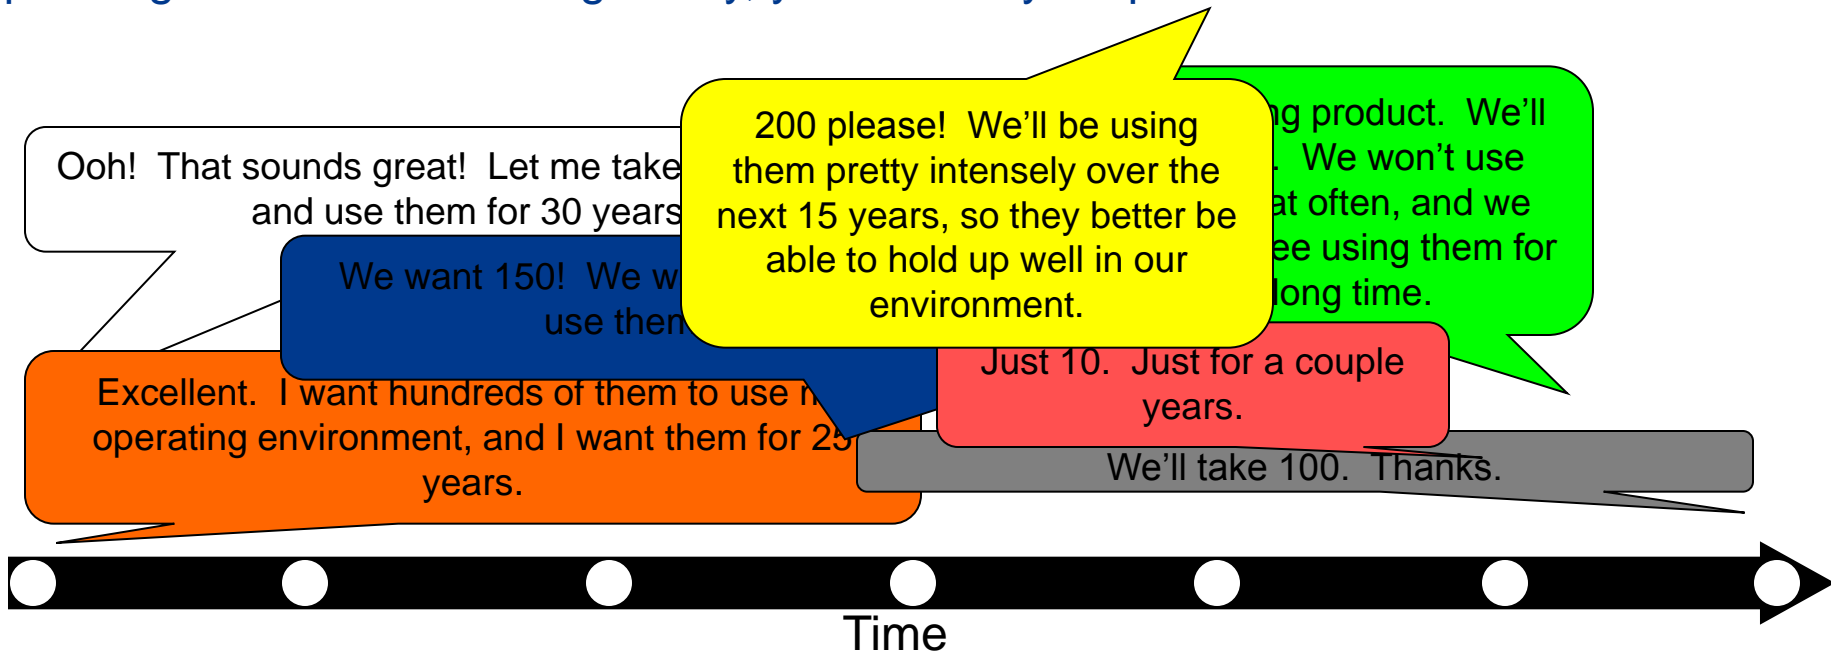 Ooh!  That sounds great!  Let me take
and use them for 30 years
200 please!  We’ll be using
them pretty intensely over the
next 15 years, so they better be
able to hold up well in our
environment.
product.  We’ll
We won’t use
often, and we
using them for
long time.
We want 150!  We
use
Just 10.  Just for a couple
years.
Excellent.  I want hundreds of them to use
operating environment, and I want them for 25
years.
We’ll take 100.  Thanks.
Time